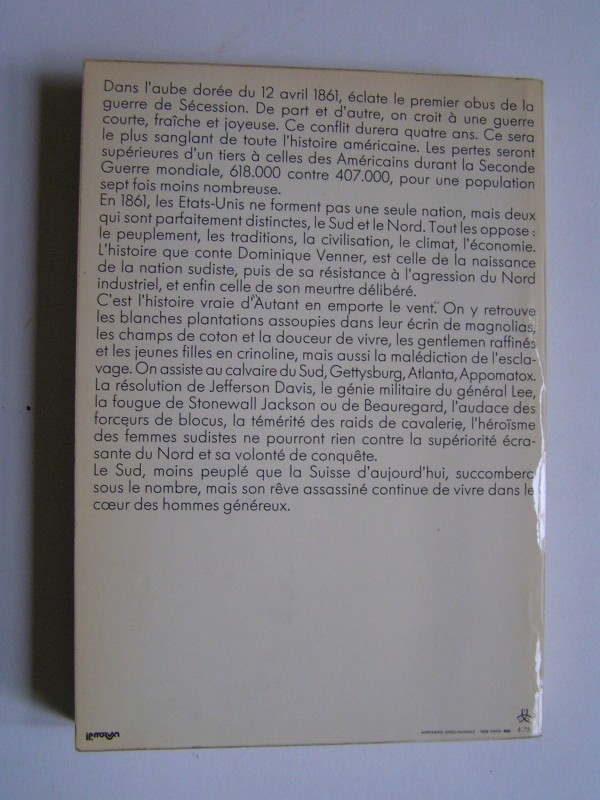 Dans l'aube dorée du 12 avril 1861, éclate le premier obus de la
guerre de Sécession. De part et d'autre, on croit à une guerre
courte, fraîche et joyeuse. Ce conflit durera quatre ans. Ce sera
le plus sanglant de toute l'histoire américaine. Les pertes seront
supérieures d'un tiers à celles des Américains durant la Seconde
Guerre mondiale, 618.000 contre 407.000, pour une population
sept fois moins nombreuse.
En 1861, les Etats-Unis ne forment pas une seule nation, mais deux
qui sont parfaitement distinctes, le Sud et le Nord. Tout les oppose :
le peuplement, les traditions, la civilisation, le climat, l'économie.
L'histoire que conte Dominique Venner, est celle de la naissance
de la nation sudiste, puis de sa résistance à l'agression du Nord
industriel, et enfin celle de son meurtre délibéré.
C'est l'histoire vraie d'"Autant en emporte le vent". On y retrouve
les blanches plantations assoupies dans leur écrin de magnolias,
les champs de coton et la douceur de vivre, les gentlemen raffinés
et les jeunes filles en crinoline, mais aussi la malédiction de l'escla-
vage. On assiste au calvaire du Sud, Gettysburg, Atlanta, Appomatox.
La résolution de Jefferson Davis, le génie militaire du général Lee,
la fougue de Stonewall Jackson ou de Beauregard, l'audace des
forceurs de blocus, la témérité des raids de cavalerie, l'héroïsme
des femmes sudistes ne pourront rien contre la supériorité écra-
sante du Nord et sa volonté de conquête.
Le Sud, moins peuplé que la Suisse d'aujourd'hui, succombera
sous le nombre, mais son rêve assassiné continue de vivre dans le
cœur des hommes généreux.
4.75